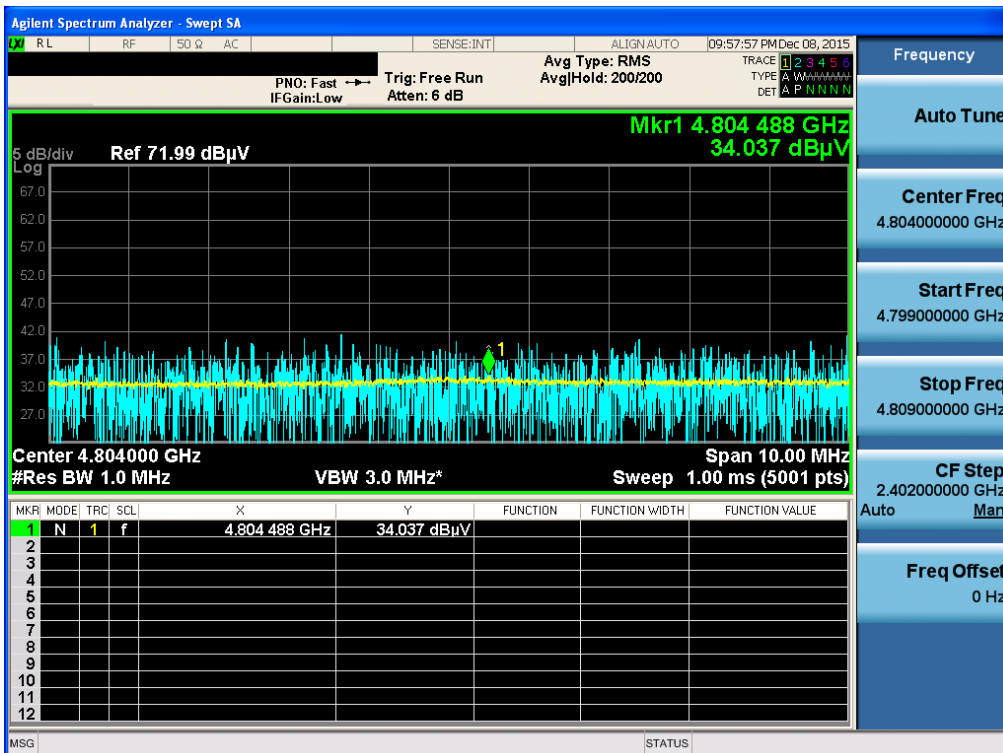 Agilent Spectrum Analyzer - Swept SA
LXI RL RF 50 Ω AC SENSE:INT ALIGN AUTO 09:57:57 PM Dec 08, 2015
PNO: Fast
IFGain:Low
Trig: Free Run
Atten: 6 dB
Avg Type: RMS
Avg|Hold: 200/200
TRACE 1 2 3 4 5 6
TYPE A W
DET A P N N N N
Mkr1 4.804 488 GHz
34.037 dBµV
5 dB/div Ref 71.99 dBµV
Log
67.0
62.0
57.0
52.0
47.0
42.0
37.0
32.0
27.0
1
Center 4.804000 GHz Span 10.00 MHz
#Res BW 1.0 MHz VBW 3.0 MHz* Sweep 1.00 ms (5001 pts)
MKR MODE TRC SCL X Y FUNCTION FUNCTION WIDTH FUNCTION VALUE
1 N 1 f 4.804 488 GHz 34.037 dBµV
2
3
4
5
6
7
8
9
10
11
12
MSG STATUS
Frequency
Auto Tune
Center Freq
4.804000000 GHz
Start Freq
4.799000000 GHz
Stop Freq
4.809000000 GHz
CF Step
2.402000000 GHz
Auto Man
Freq Offset
0 Hz